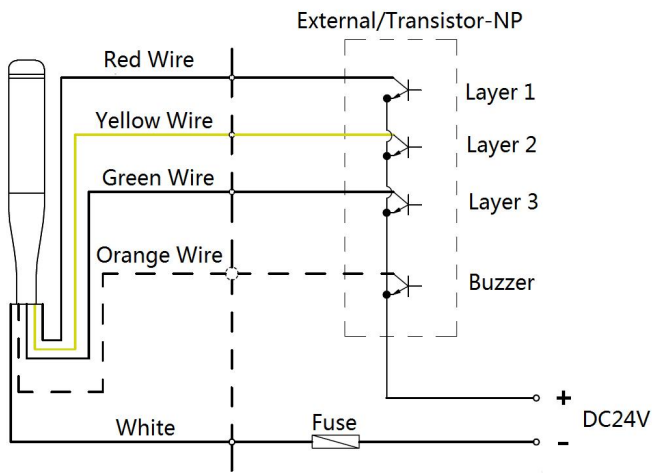 External/Transistor-NP
Red Wire
Layer 1
Yellow Wire
Layer 2
Green Wire
Layer 3
Orange Wire
Buzzer
+
DC24V
White
Fuse
-